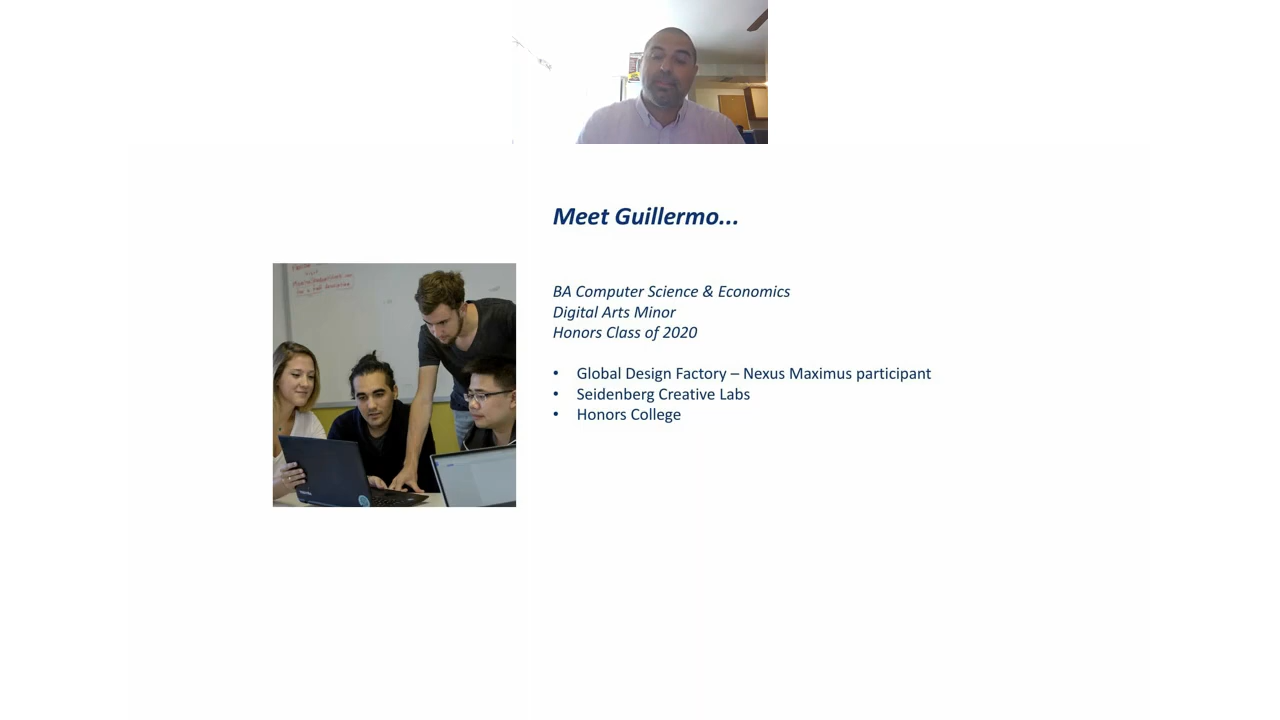 Meet Guillermo...
BA Computer Science & Economics
Digital Arts Minor
Honors Class of 2020
• Global Design Factory – Nexus Maximus participant
• Seidenberg Creative Labs
• Honors College